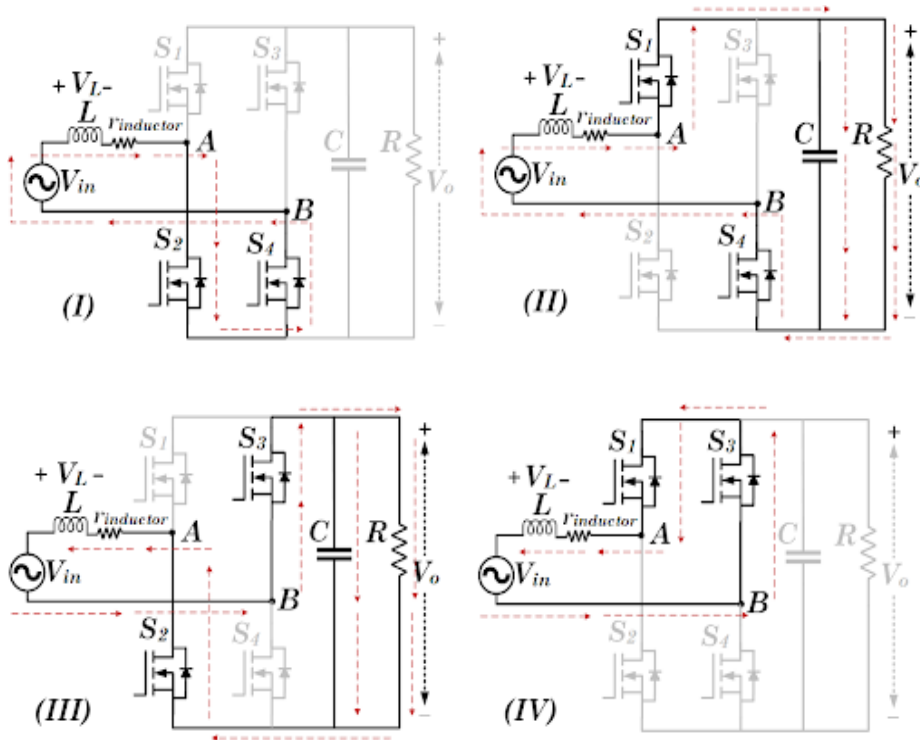 S1
S3
+ VL-
L
rinductor
A
C
R
Vin
Vo
B
S2
S4
(I)
+
−
S1
S3
+ VL-
L
rinductor
A
C
R
Vin
Vo
B
S2
S4
(II)
+
−
S1
S3
+ VL-
L
rinductor
A
C
R
Vin
Vo
B
S2
S4
(III)
+
−
S1
S3
+ VL-
L
rinductor
A
C
R
Vin
Vo
B
S2
S4
(IV)
+
−